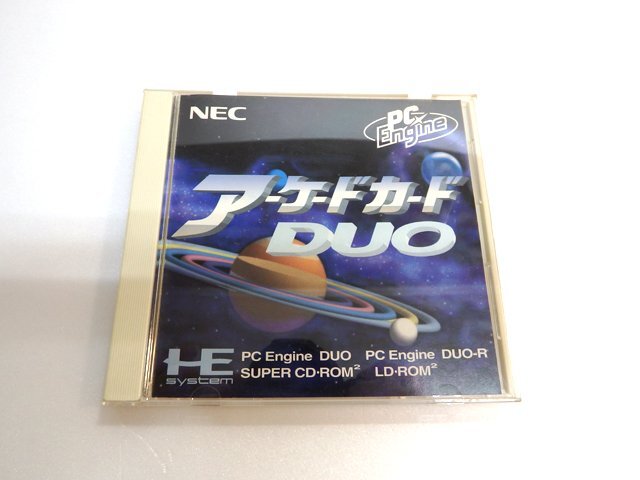 NEC
PC Engine
アーケードカード
DUO
HE system
PC Engine DUO PC Engine DUO-R
SUPER CD・ROM² LD・ROM²